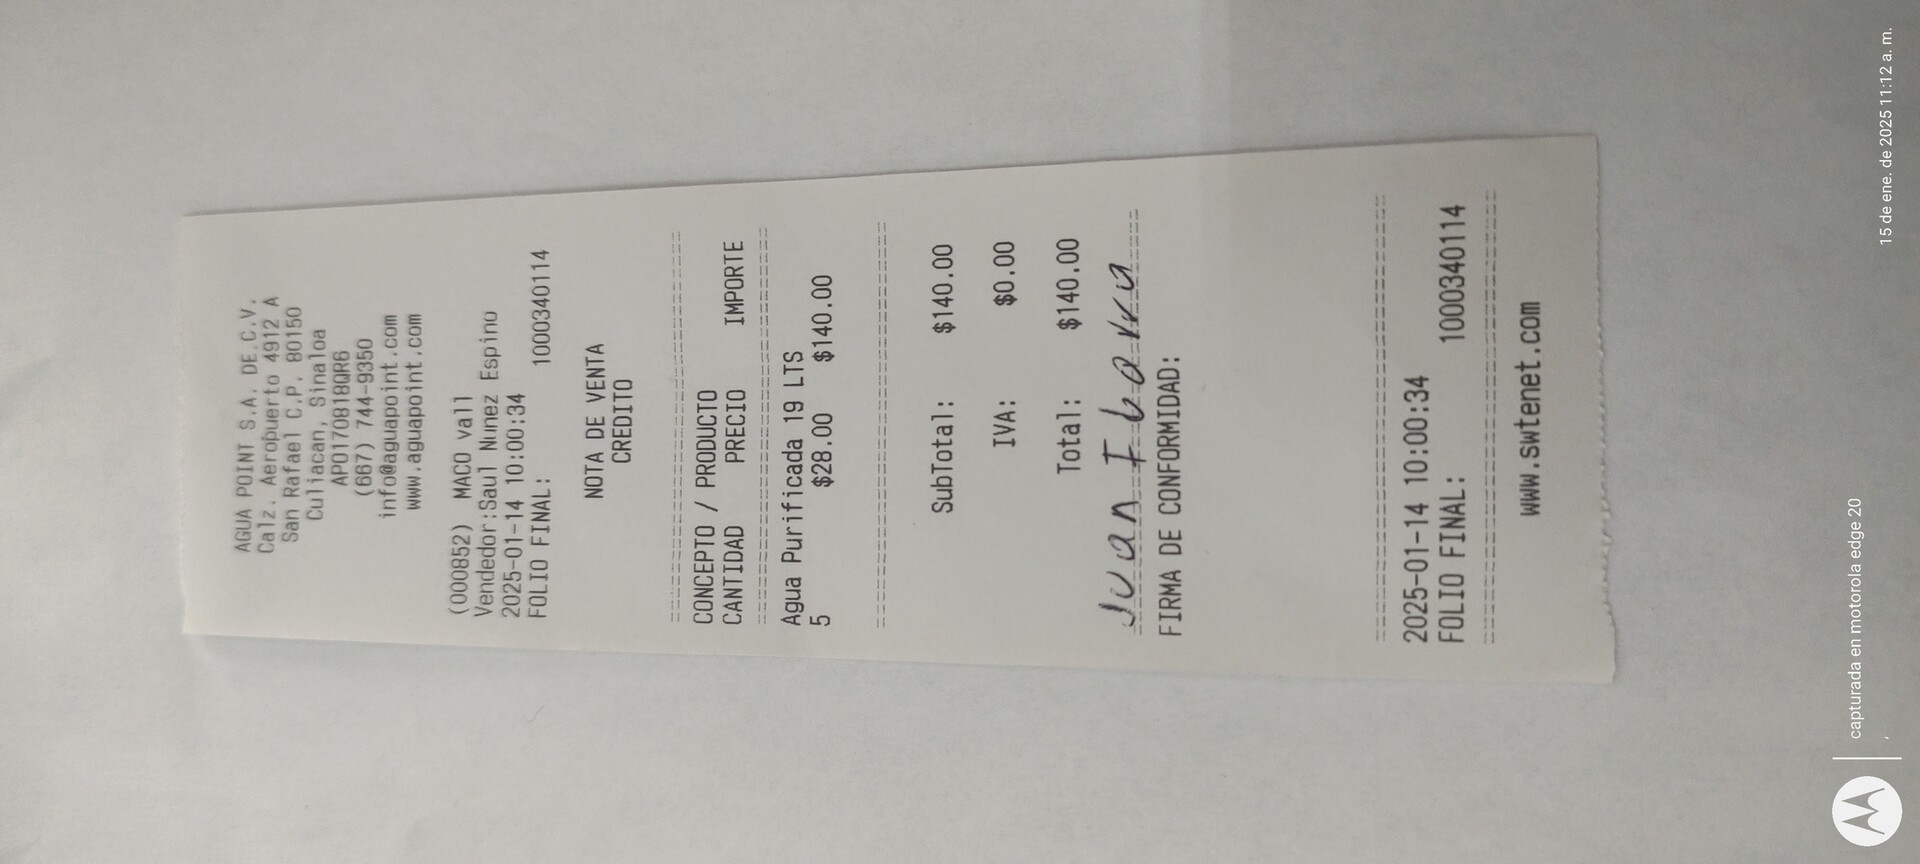 AGUA POINT S.A. DE.C.V.
Calz. Aeropuerto 4912 A
San Rafael C.P. 80150
Culiacan, Sinaloa
APO170818QR6
(667) 744-9350
info@aguapoint.com
www.aguapoint.com
(000852) MACO vall
Vendedor:Saul Nunez Espino
2025-01-14 10:00:34
FOLIO FINAL: 1000340114
NOTA DE VENTA
CREDITO
CONCEPTO / PRODUCTO
CANTIDAD PRECIO IMPORTE
Agua Purificada 19 LTS
5 $28.00 $140.00
SubTotal: $140.00
IVA: $0.00
Total: $140.00
Juan Ibarra
FIRMA DE CONFORMIDAD:
2025-01-14 10:00:34
FOLIO FINAL: 1000340114
www.swtenet.com
capturada en motorola edge 20
15 de ene. de 2025 11:12 a. m.